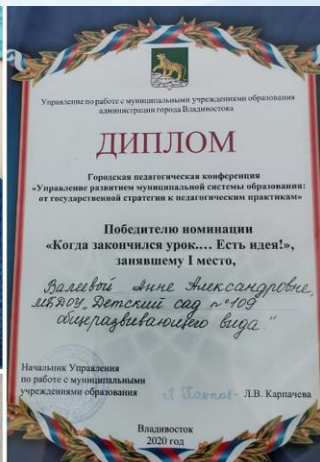 Управление по работе с муниципальными учреждениями образования
администрации города Владивостока
ДИПЛОМ
Городская педагогическая конференция
«Управление развитием муниципальной системы образования:
от государственной стратегии к педагогическим практикам»
Победителю номинации
«Когда закончился урок.... Есть идея!»,
занявшему I место,
Валеевой Анне Александровне,
МБДОУ „Детский сад №109
общеразвивающего вида."
Начальник Управления
по работе с муниципальными
учреждениями образования
Л.В. Карпачева
Владивосток
2020 год